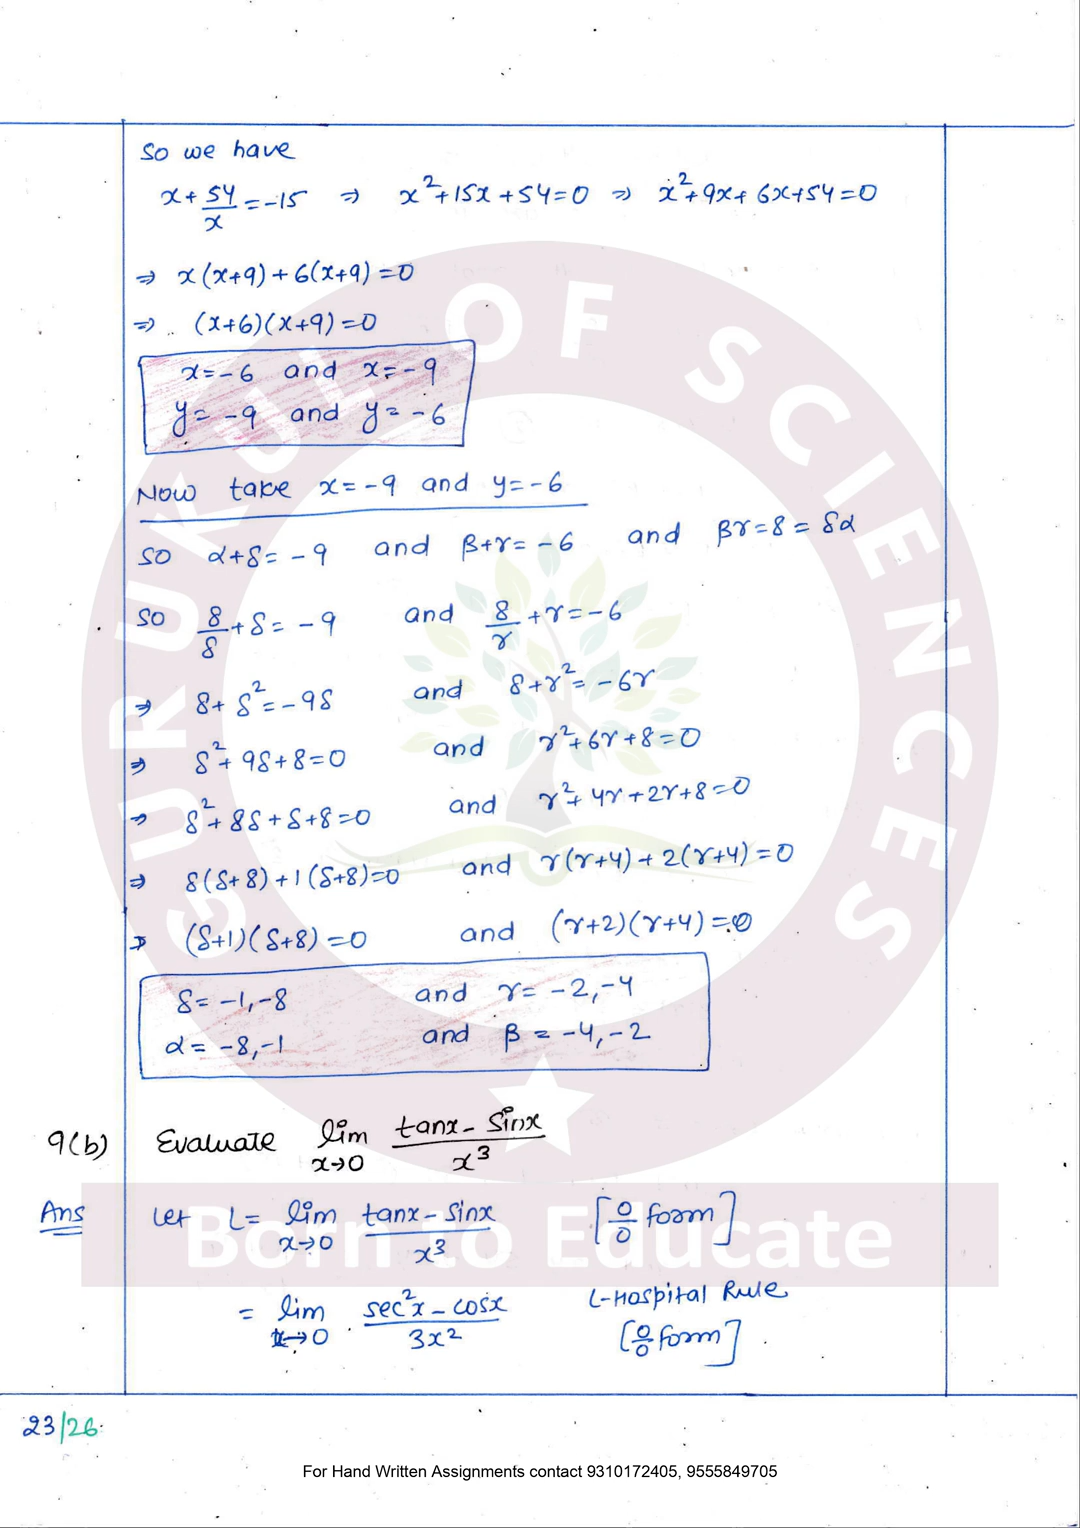 So we have
x + 54/x = -15 ⇒ x² + 15x + 54 = 0 ⇒ x² + 9x + 6x + 54 = 0
⇒ x(x+9) + 6(x+9) = 0
⇒ (x+6)(x+9) = 0
x = -6 and x = -9
y = -9 and y = -6
Now take x = -9 and y = -6
so α+δ = -9 and β+γ = -6 and βγ = 8 = δα
so 8/δ + δ = -9 and 8/γ + γ = -6
⇒ 8 + δ² = -9δ and 8 + γ² = -6γ
⇒ δ² + 9δ + 8 = 0 and γ² + 6γ + 8 = 0
⇒ δ² + 8δ + δ + 8 = 0 and γ² + 4γ + 2γ + 8 = 0
⇒ δ(δ+8) + 1(δ+8) = 0 and γ(γ+4) + 2(γ+4) = 0
⇒ (δ+1)(δ+8) = 0 and (γ+2)(γ+4) = 0
δ = -1, -8 and γ = -2, -4
α = -8, -1 and β = -4, -2
9(b) Evaluate lim x→0 (tanx - sinx)/x³
Ans Let L = lim x→0 (tanx - sinx)/x³ [0/0 form]
= lim x→0 (sec²x - cosx)/3x² L-Hospital Rule [0/0 form]
23/26
For Hand Written Assignments contact 9310172405, 9555849705
GURUKUL OF SCIENCES
Born to Educate